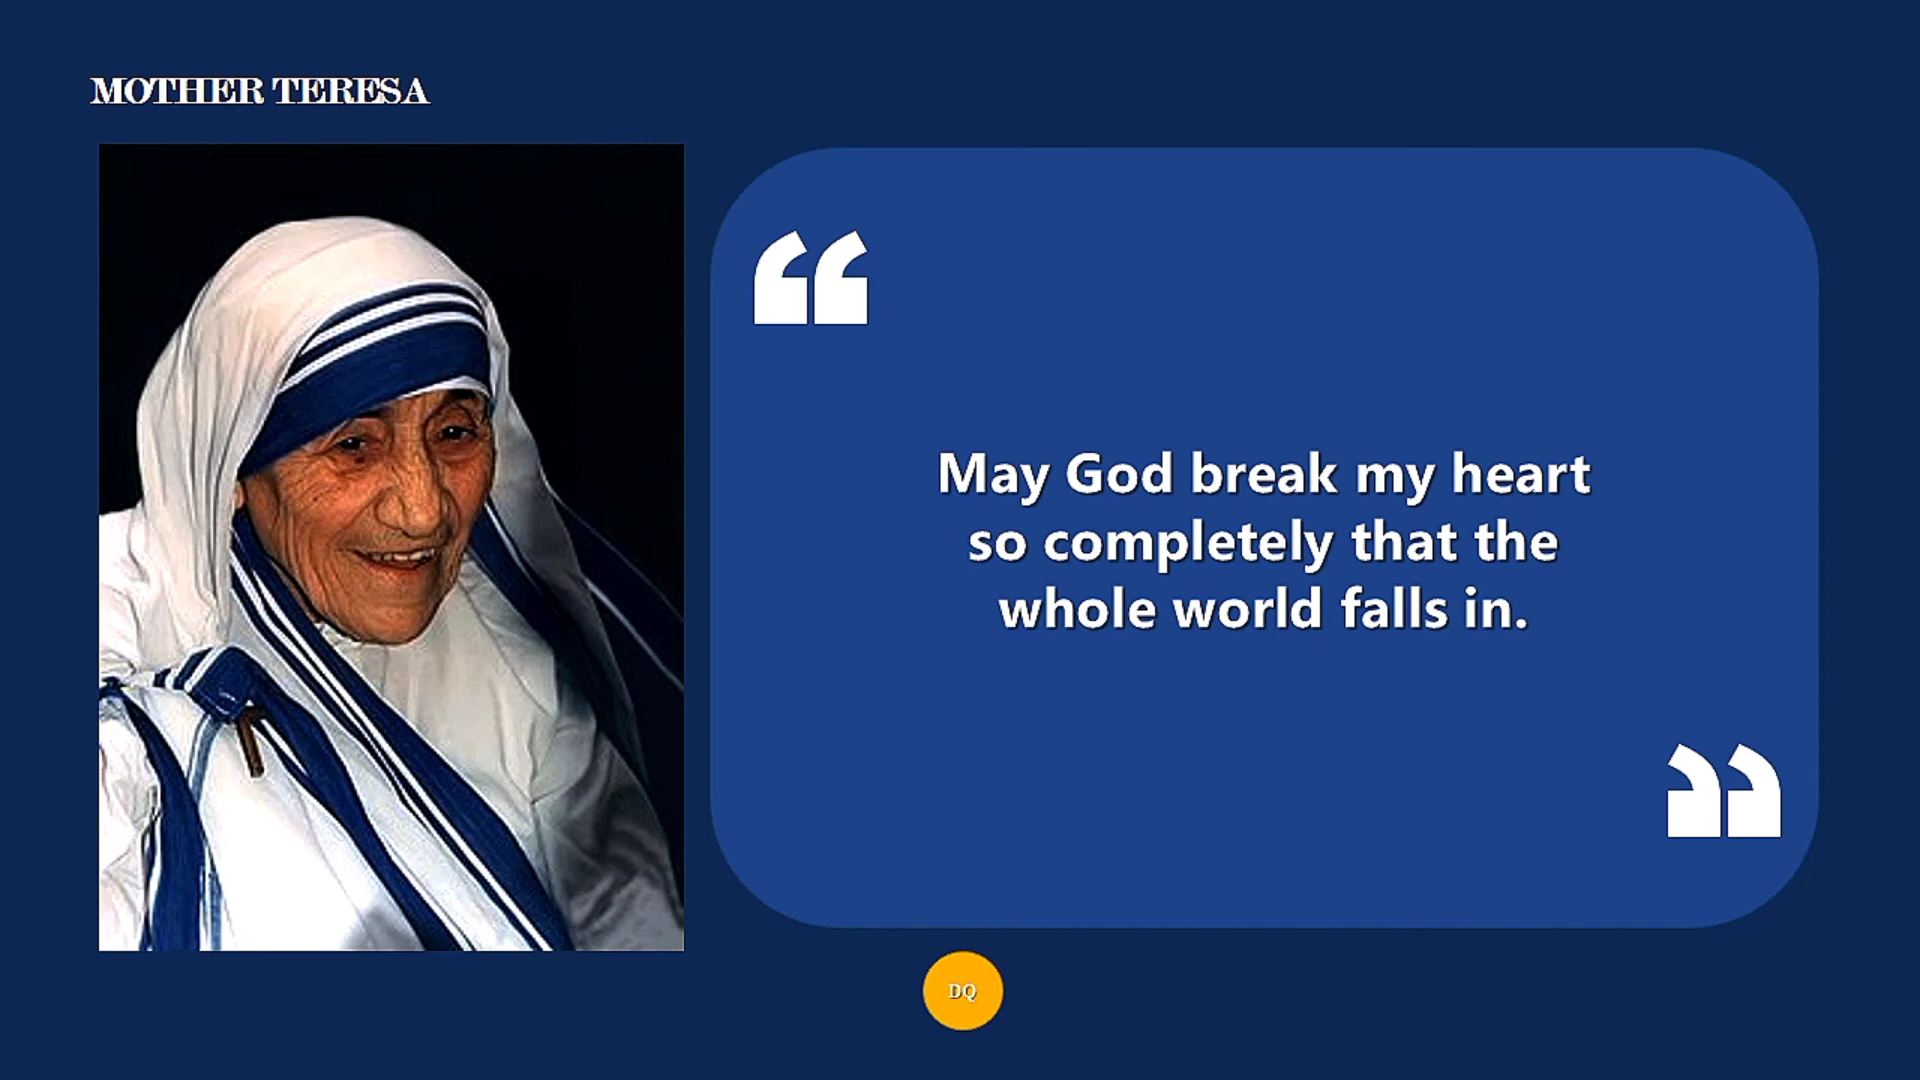 MOTHER TERESA
“
May God break my heart
so completely that the
whole world falls in.
”
DQ